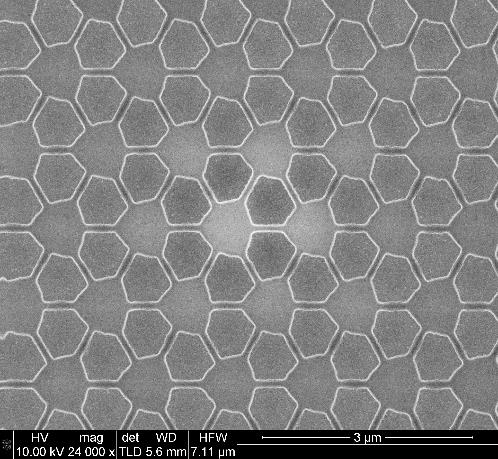 HV mag det WD HFW 3 µm
10.00 kV 24 000 x TLD 5.6 mm 7.11 µm